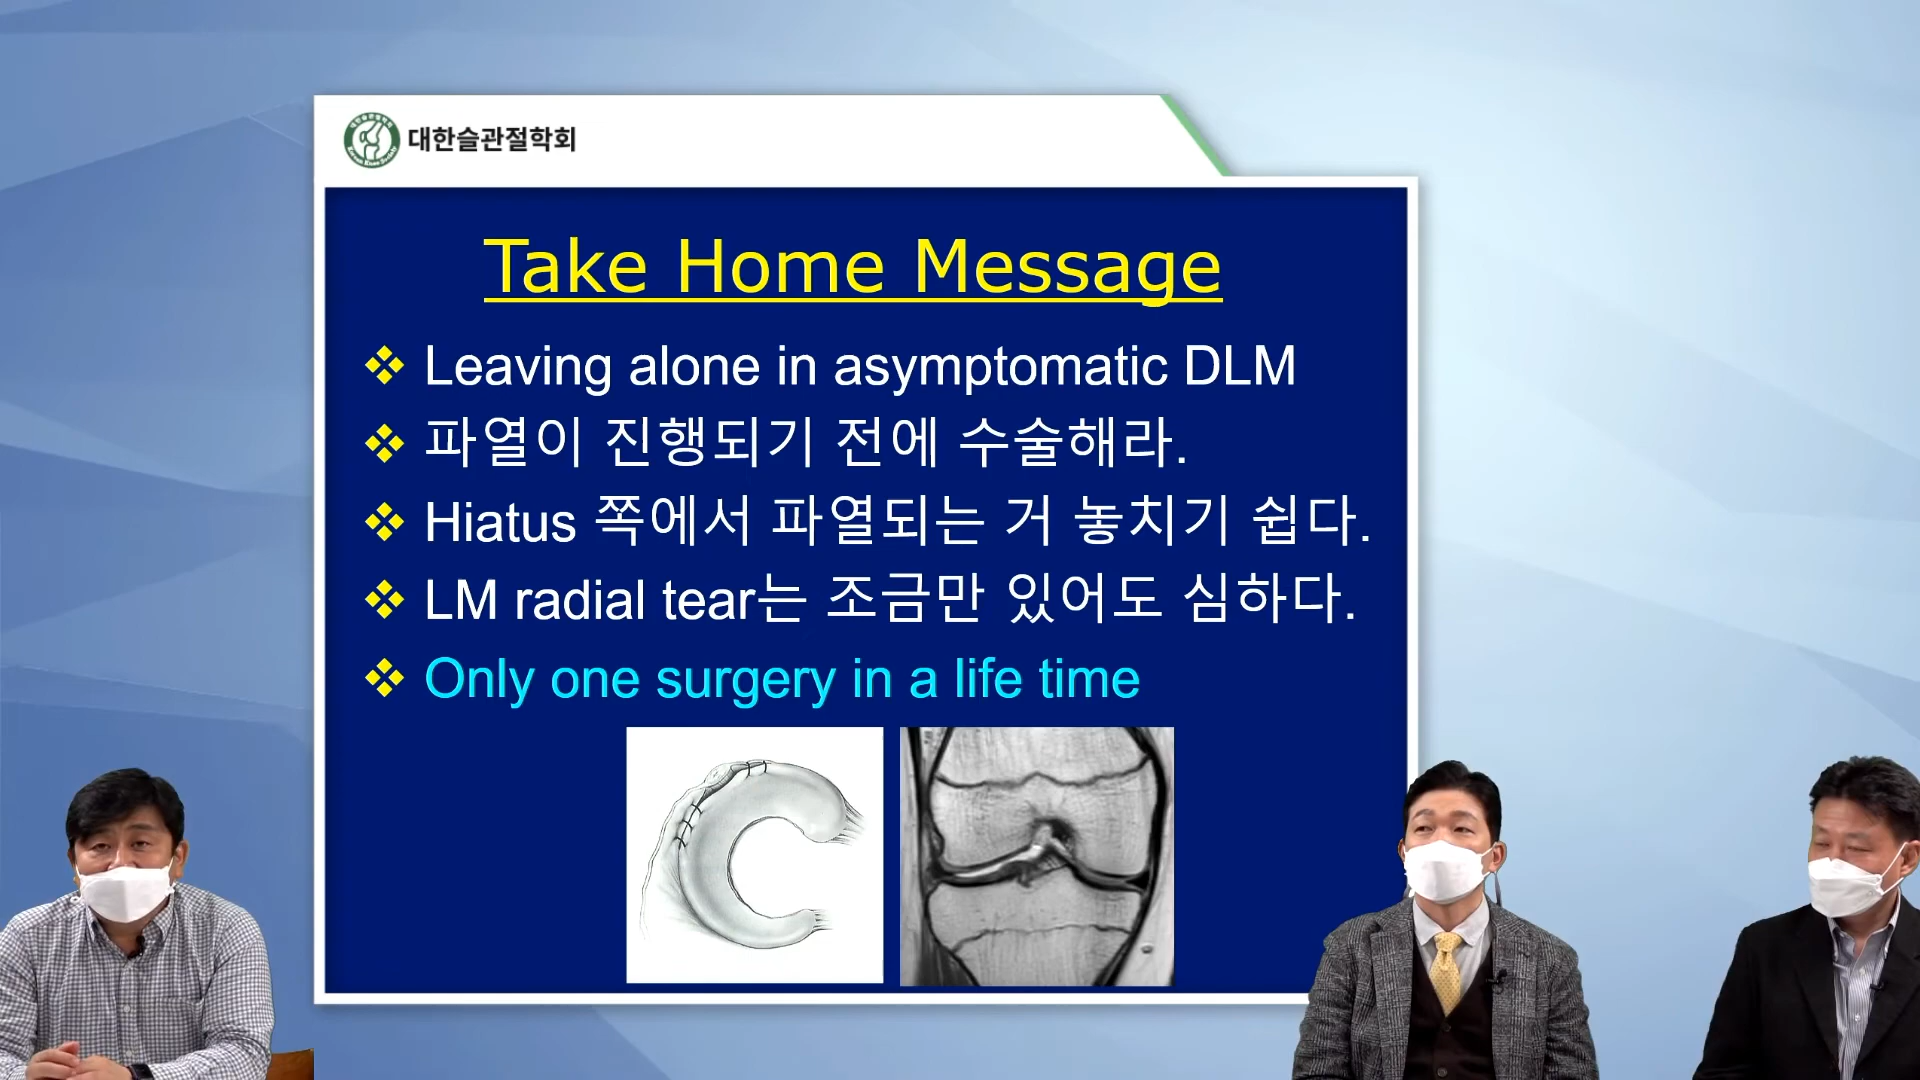 대한슬관절학회
Take Home Message
❖ Leaving alone in asymptomatic DLM
❖ 파열이 진행되기 전에 수술해라.
❖ Hiatus 쪽에서 파열되는 거 놓치기 쉽다.
❖ LM radial tear는 조금만 있어도 심하다.
❖ Only one surgery in a life time